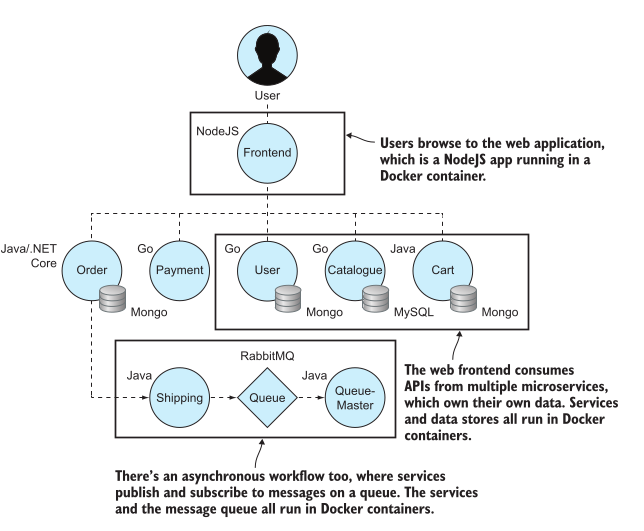 User
NodeJS
Frontend
Users browse to the web application,
which is a NodeJS app running in a
Docker container.
Java/.NET
Core
Order
Mongo
Go
Payment
Go
User
Mongo
Go
Catalogue
MySQL
Java
Cart
Mongo
The web frontend consumes
APIs from multiple microservices,
which own their own data. Services
and data stores all run in Docker
containers.
Java
Shipping
RabbitMQ
Queue
Java
Queue-
Master
There's an asynchronous workflow too, where services
publish and subscribe to messages on a queue. The services
and the message queue all run in Docker containers.